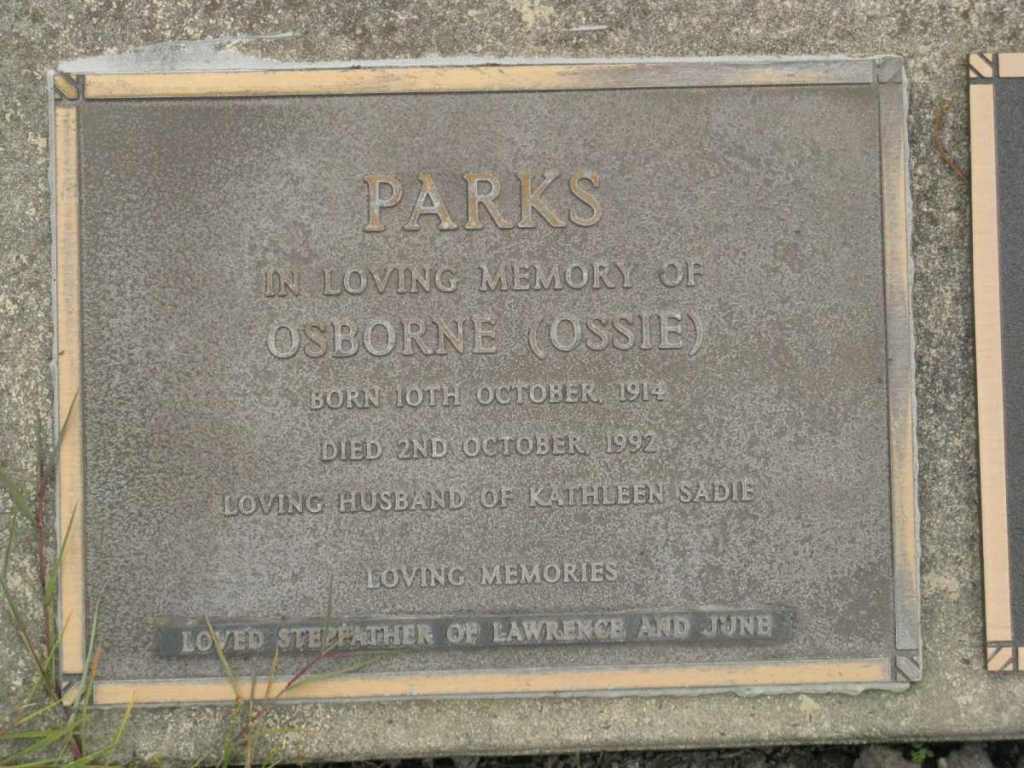 PARKS
IN LOVING MEMORY OF
OSBORNE (OSSIE)
BORN 10TH OCTOBER, 1914
DIED 2ND OCTOBER, 1992
LOVING HUSBAND OF KATHLEEN SADIE
LOVING MEMORIES
LOVED STEPFATHER OF LAWRENCE AND JUNE